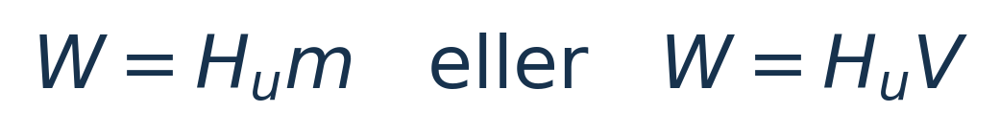 W = H_u m eller W = H_u V